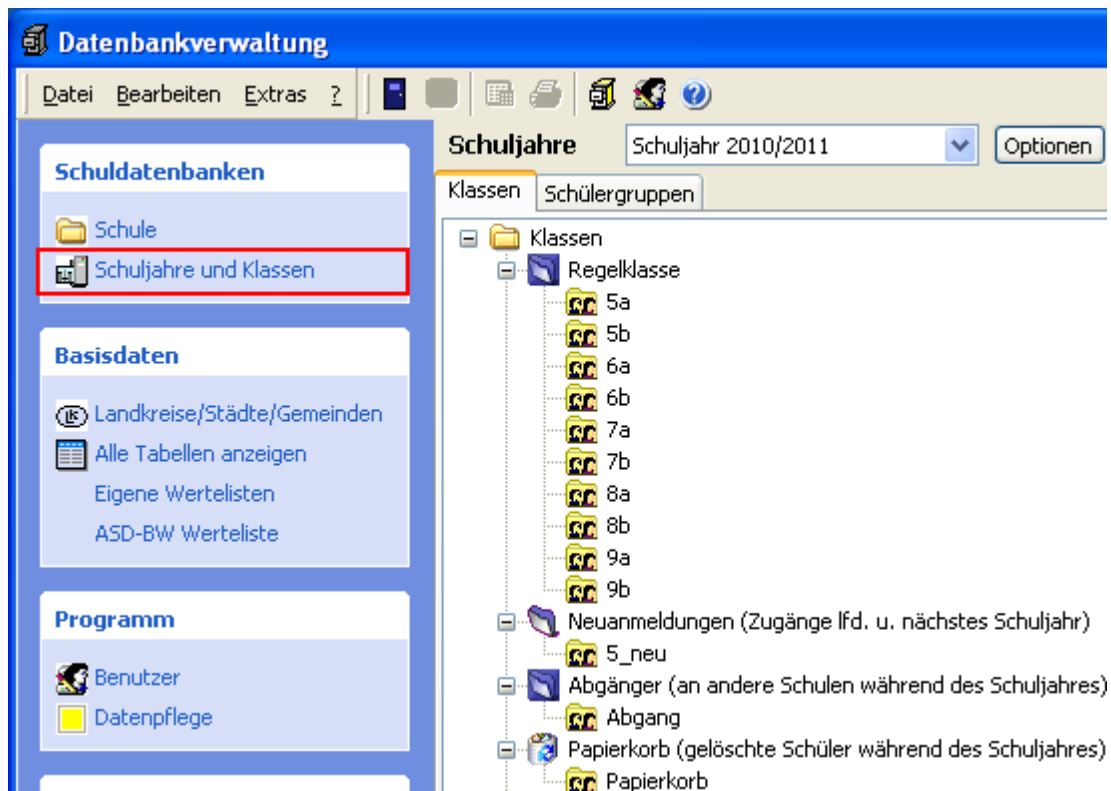 Datenbankverwaltung
Datei Bearbeiten Extras ?
Schuldatenbanken
Schule
Schuljahre und Klassen
Basisdaten
LK Landkreise/Städte/Gemeinden
Alle Tabellen anzeigen
Eigene Wertelisten
ASD-BW Werteliste
Programm
Benutzer
Datenpflege
Schuljahre Schuljahr 2010/2011 Optionen
Klassen Schülergruppen
Klassen
Regelklasse
5a
5b
6a
6b
7a
7b
8a
8b
9a
9b
Neuanmeldungen (Zugänge lfd. u. nächstes Schuljahr)
5_neu
Abgänger (an andere Schulen während des Schuljahres)
Abgang
Papierkorb (gelöschte Schüler während des Schuljahres)
Papierkorb